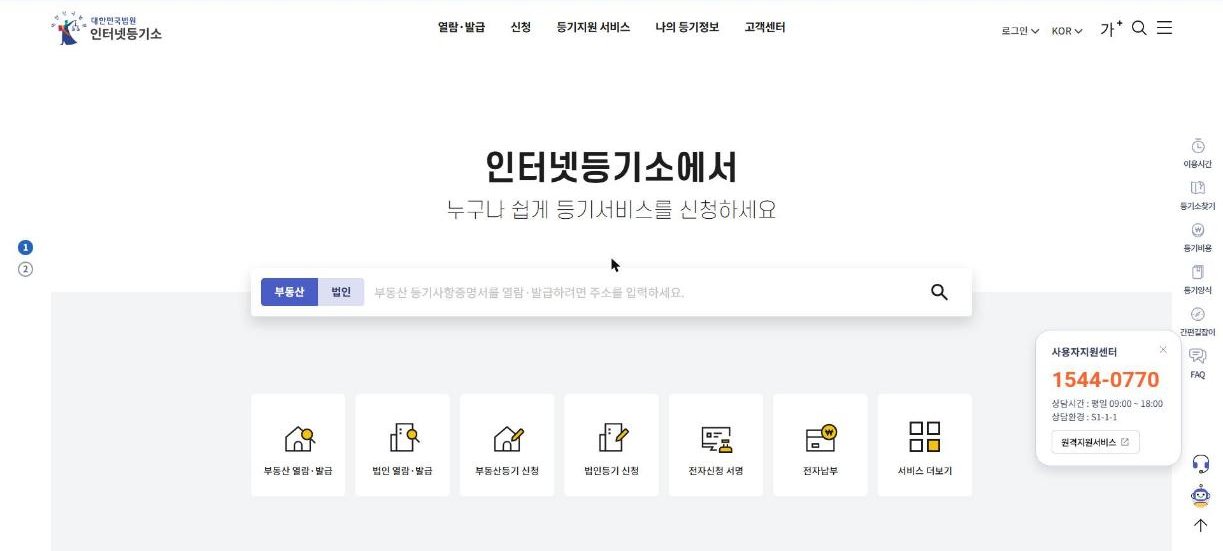 대한민국법원
인터넷등기소
열람·발급 신청 등기지원 서비스 나의 등기정보 고객센터
로그인 KOR 가+
인터넷등기소에서
누구나 쉽게 등기서비스를 신청하세요
1
2
부동산 법인 부동산 등기사항증명서를 열람·발급하려면 주소를 입력하세요.
부동산 열람·발급
법인 열람·발급
부동산등기 신청
법인등기 신청
전자신청 서명
전자납부
서비스 더보기
이용시간
등기소찾기
등기비용
등기양식
간편길잡이
FAQ
사용자지원센터
1544-0770
상담시간 : 평일 09:00 ~ 18:00
상담환경 : S1-1-1
원격지원서비스